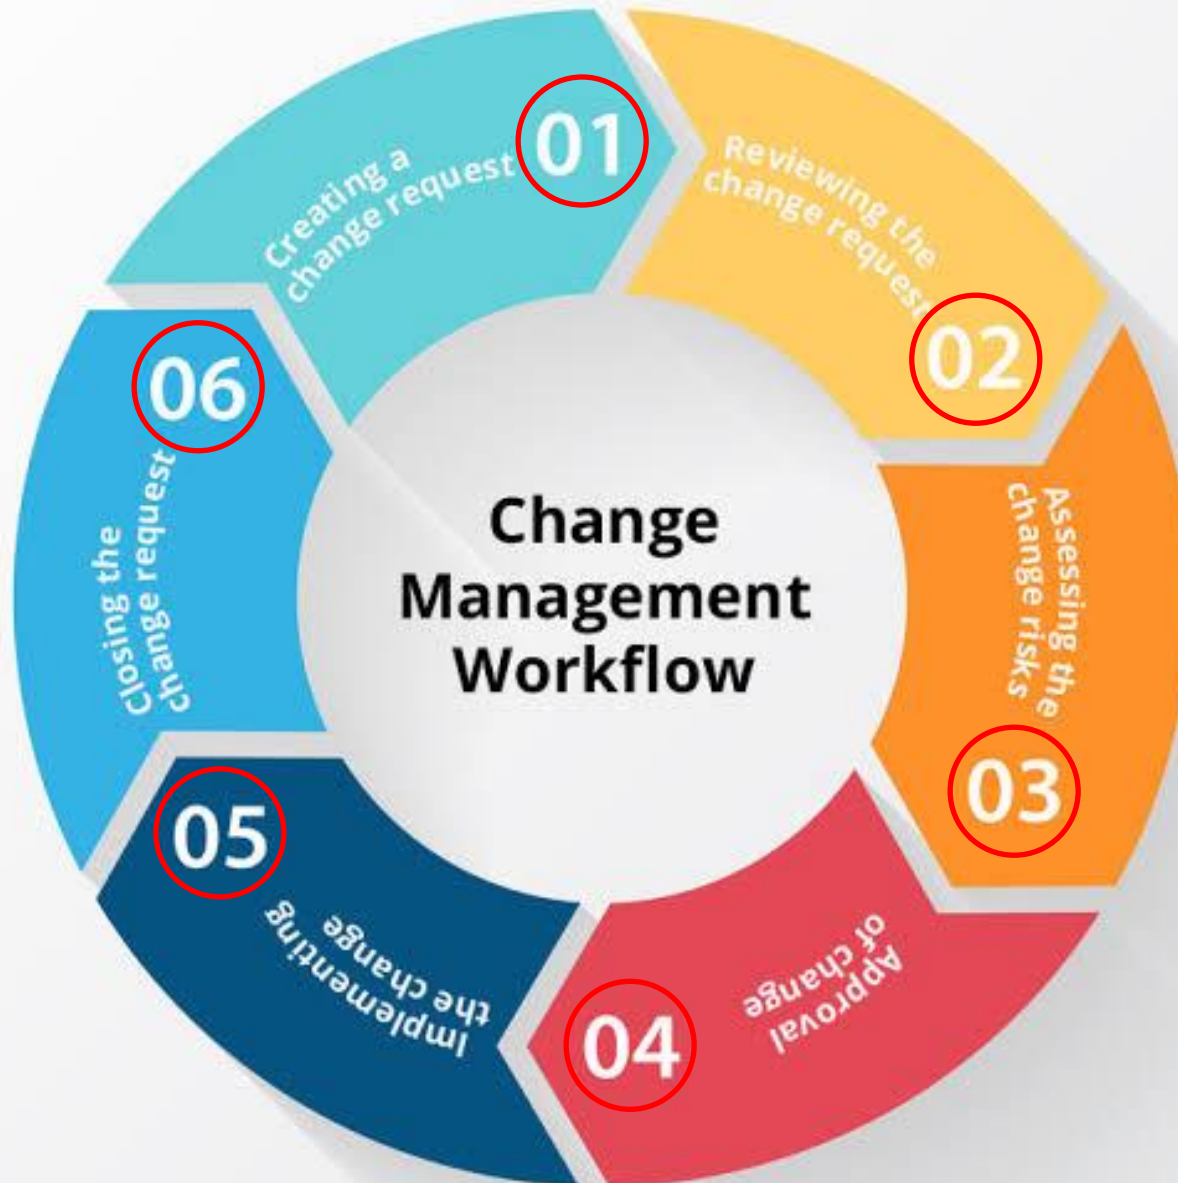 Change
Management
Workflow
01
Creating a
change request
02
Reviewing the
change request
03
Assessing the
change risks
04
Approval
of change
05
Implementing
the change
06
Closing the
change request